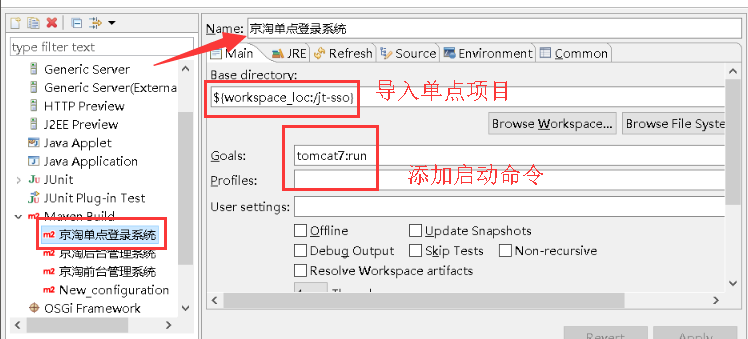 type filter text
Generic Server
Generic Server(Externa
HTTP Preview
J2EE Preview
Java Applet
Java Application
JUnit
JUnit Plug-in Test
Maven Build
京淘单点登录系统
京淘后台管理系统
京淘前台管理系统
New_configuration
OSGi Framework
Name: 京淘单点登录系统
Main JRE Refresh Source Environment Common
Base directory:
导入单点项目
${workspace_loc:/jt-sso}
Browse Workspace... Browse File Syste
Goals: tomcat7:run
添加启动命令
Profiles:
User settings:
Offline Update Snapshots
Debug Output Skip Tests Non-recursive
Resolve Workspace artifacts
Revert Apply